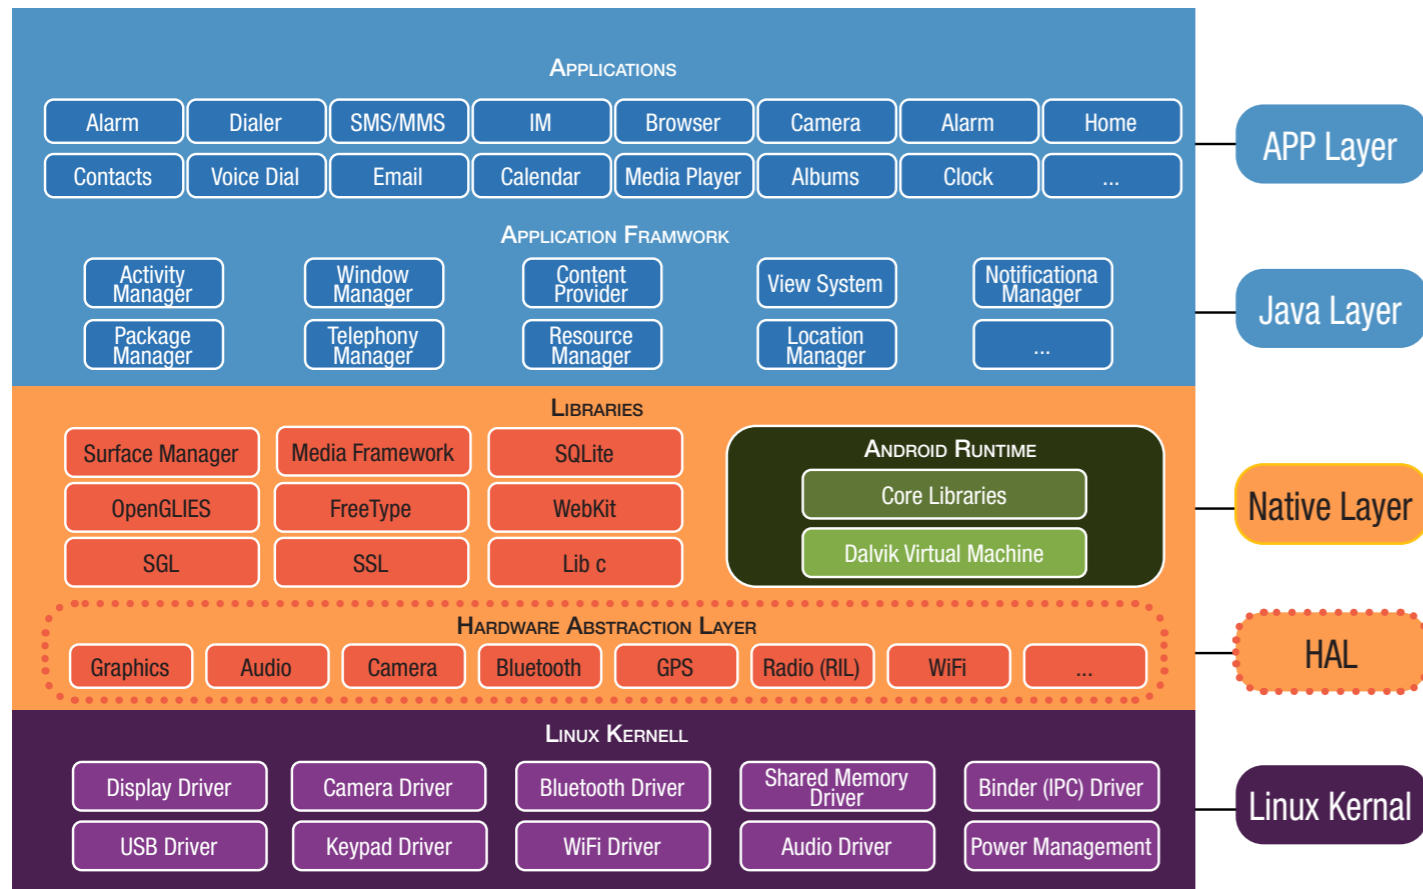 APPLICATIONS
Alarm
Dialer
SMS/MMS
IM
Browser
Camera
Alarm
Home
Contacts
Voice Dial
Email
Calendar
Media Player
Albums
Clock
...
APP Layer
APPLICATION FRAMWORK
Activity
Manager
Window
Manager
Content
Provider
View System
Notificationa
Manager
Package
Manager
Telephony
Manager
Resource
Manager
Location
Manager
...
Java Layer
LIBRARIES
Surface Manager
Media Framework
SQLite
OpenGLIES
FreeType
WebKit
SGL
SSL
Lib c
ANDROID RUNTIME
Core Libraries
Dalvik Virtual Machine
Native Layer
HARDWARE ABSTRACTION LAYER
Graphics
Audio
Camera
Bluetooth
GPS
Radio (RIL)
WiFi
...
HAL
LINUX KERNELL
Display Driver
Camera Driver
Bluetooth Driver
Shared Memory
Driver
Binder (IPC) Driver
USB Driver
Keypad Driver
WiFi Driver
Audio Driver
Power Management
Linux Kernal